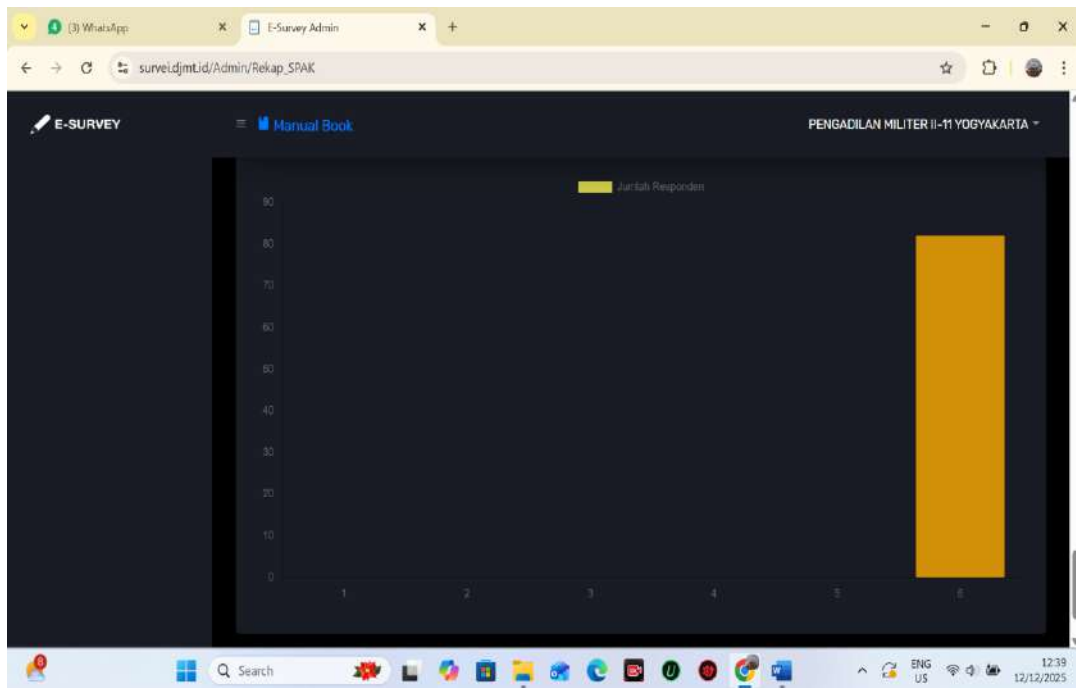 (3) WhatsApp
E-Survey Admin
survei.djmt.id/Admin/Rekap_SPAK
E-SURVEY
Manual Book
PENGADILAN MILITER II-11 YOGYAKARTA
Jumlah Responden
90
80
70
60
50
40
30
20
10
0
1 2 3 4 5 6
Search
ENG
US
12:39
12/12/2025